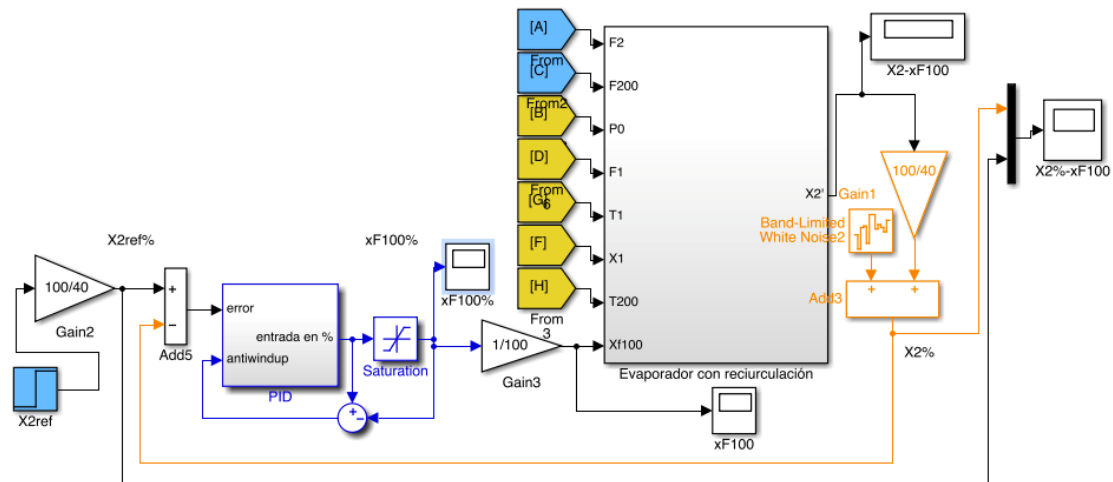 [A]
From
[C]
From2
[B]
[D]
From
6
[G]
[F]
[H]
From
3
F2
F200
P0
F1
T1
X1
T200
Xf100
X2'
Evaporador con reciurculación
X2-xF100
X2%-xF100
100/40
Gain1
Band-Limited
White Noise2
+
+
Add3
X2%
X2ref%
xF100%
100/40
Gain2
X2ref
+
−
Add5
error
entrada en %
antiwindup
PID
Saturation
+
−
xF100%
1/100
Gain3
xF100